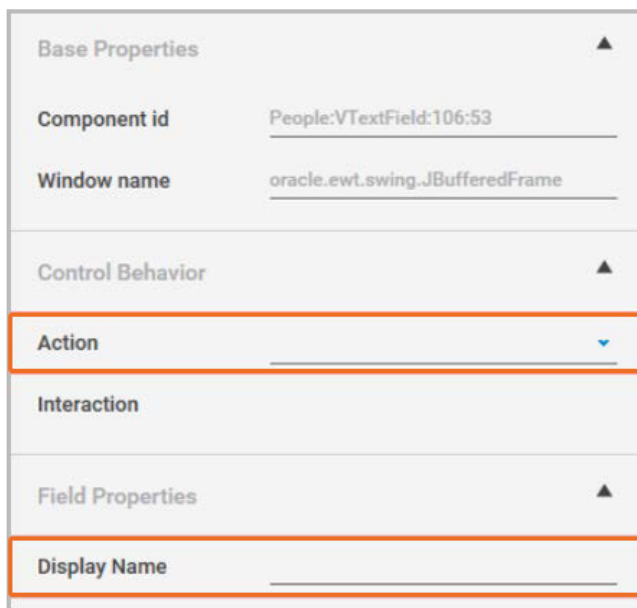 Base Properties
Component id People:VTextField:106:53
Window name oracle.ewt.swing.JBufferedFrame
Control Behavior
Action
Interaction
Field Properties
Display Name